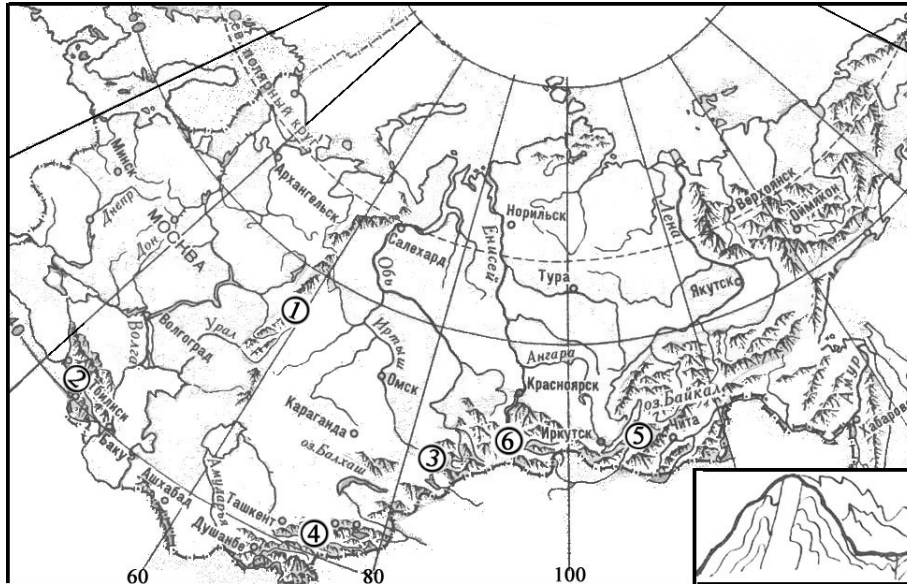 сев. полярный круг
Минск
Днепр
МОСКВА
Дон
Архангельск
Волга
Волгоград
Урал
①
②
Тбилиси
Баку
Ашхабад
Амударья
Душанбе
Ташкент
④
Салехард
Обь
Иртыш
Омск
Караганда
оз. Балхаш
③
Норильск
Енисей
Тура
Ангара
Красноярск
⑥
Иркутск
⑤
оз. Байкал
Чита
Лена
Якутск
Верхоянск
Оймякон
Амур
Хабаров
60
80
100